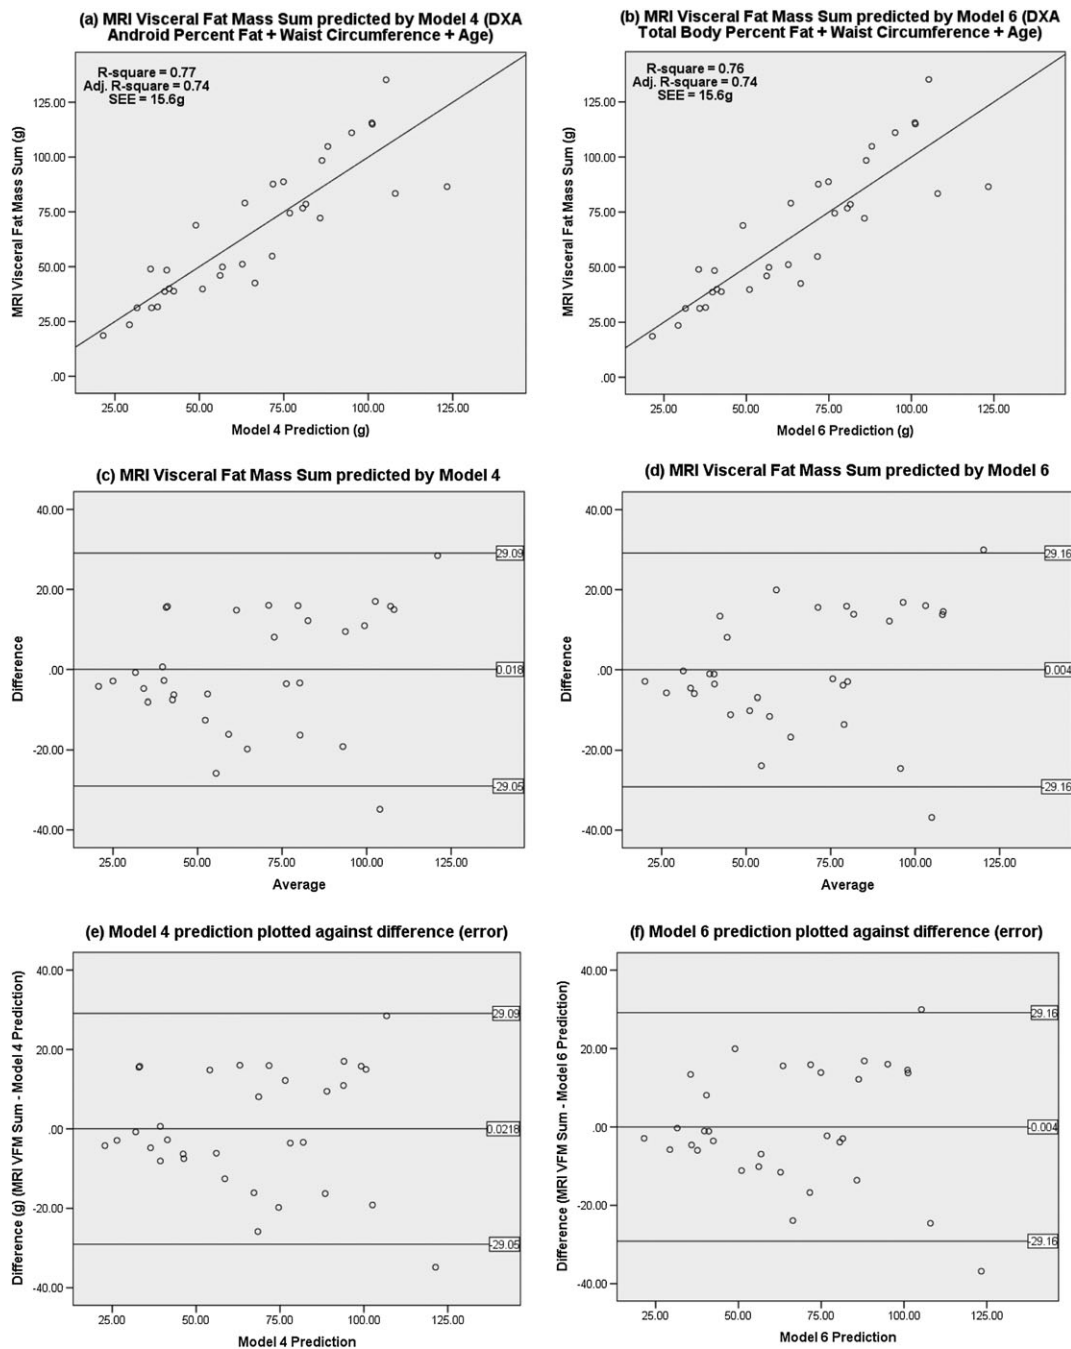 (a) MRI Visceral Fat Mass Sum predicted by Model 4 (DXA
Android Percent Fat + Waist Circumference + Age)
R-square = 0.77
Adj. R-square = 0.74
SEE = 15.6g
125.00
100.00
75.00
50.00
25.00
.00
MRI Visceral Fat Mass Sum (g)
25.00 50.00 75.00 100.00 125.00
Model 4 Prediction (g)
(b) MRI Visceral Fat Mass Sum predicted by Model 6 (DXA
Total Body Percent Fat + Waist Circumference + Age)
R-square = 0.76
Adj. R-square = 0.74
SEE = 15.6g
125.00
100.00
75.00
50.00
25.00
.00
MRI Visceral Fat Mass Sum (g)
25.00 50.00 75.00 100.00 125.00
Model 6 Prediction (g)
(c) MRI Visceral Fat Mass Sum predicted by Model 4
40.00
20.00
.00
-20.00
-40.00
Difference
29.09
0.018
-29.05
25.00 50.00 75.00 100.00 125.00
Average
(d) MRI Visceral Fat Mass Sum predicted by Model 6
40.00
20.00
.00
-20.00
-40.00
Difference
29.16
0.004
-29.16
25.00 50.00 75.00 100.00 125.00
Average
(e) Model 4 prediction plotted against difference (error)
40.00
20.00
.00
-20.00
-40.00
Difference (g) (MRI VFM Sum - Model 4 Prediction)
29.09
0.0218
-29.05
25.00 50.00 75.00 100.00 125.00
Model 4 Prediction
(f) Model 6 prediction plotted against difference (error)
40.00
20.00
.00
-20.00
-40.00
Difference (MRI VFM Sum - Model 6 Prediction)
29.16
-0.004
-29.16
25.00 50.00 75.00 100.00 125.00
Model 6 Prediction